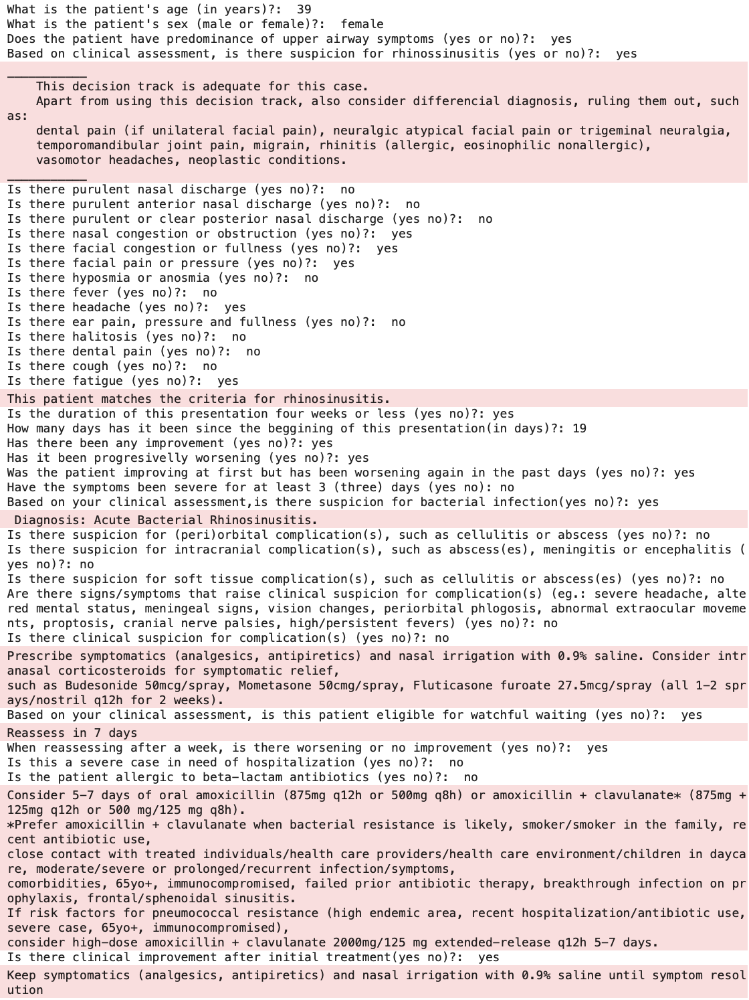 What is the patient's age (in years)?:  39
What is the patient's sex (male or female)?:  female
Does the patient have predominance of upper airway symptoms (yes or no)?:  yes
Based on clinical assessment, is there suspicion for rhinossinusitis (yes or no)?:  yes
___________
    This decision track is adequate for this case.
    Apart from using this decision track, also consider differencial diagnosis, ruling them out, such
as:
    dental pain (if unilateral facial pain), neuralgic atypical facial pain or trigeminal neuralgia,
    temporomandibular joint pain, migrain, rhinitis (allergic, eosinophilic nonallergic),
    vasomotor headaches, neoplastic conditions.
___________
Is there purulent nasal discharge (yes no)?:  no
Is there purulent anterior nasal discharge (yes no)?:  no
Is there purulent or clear posterior nasal discharge (yes no)?:  no
Is there nasal congestion or obstruction (yes no)?:  yes
Is there facial congestion or fullness (yes no)?:  yes
Is there facial pain or pressure (yes no)?:  yes
Is there hyposmia or anosmia (yes no)?:  no
Is there fever (yes no)?:  no
Is there headache (yes no)?:  yes
Is there ear pain, pressure and fullness (yes no)?:  no
Is there halitosis (yes no)?:  no
Is there dental pain (yes no)?:  no
Is there cough (yes no)?:  no
Is there fatigue (yes no)?:  yes
This patient matches the criteria for rhinosinusitis.
Is the duration of this presentation four weeks or less (yes no)?: yes
How many days has it been since the beggining of this presentation(in days)?: 19
Has there been any improvement (yes no)?: yes
Has it been progresivelly worsening (yes no)?: yes
Was the patient improving at first but has been worsening again in the past days (yes no)?: yes
Have the symptoms been severe for at least 3 (three) days (yes no): no
Based on your clinical assessment,is there suspicion for bacterial infection(yes no)?: yes
 Diagnosis: Acute Bacterial Rhinosinusitis.
Is there suspicion for (peri)orbital complication(s), such as cellulitis or abscess (yes no)?: no
Is there suspicion for intracranial complication(s), such as abscess(es), meningitis or encephalitis (
yes no)?: no
Is there suspicion for soft tissue complication(s), such as cellulitis or abscess(es) (yes no)?: no
Are there signs/symptoms that raise clinical suspicion for complication(s) (eg.: severe headache, alte
red mental status, meningeal signs, vision changes, periorbital phlogosis, abnormal extraocular moveme
nts, proptosis, cranial nerve palsies, high/persistent fevers) (yes no)?: no
Is there clinical suspicion for complication(s) (yes no)?: no
Prescribe symptomatics (analgesics, antipiretics) and nasal irrigation with 0.9% saline. Consider intr
anasal corticosteroids for symptomatic relief,
such as Budesonide 50mcg/spray, Mometasone 50cmg/spray, Fluticasone furoate 27.5mcg/spray (all 1-2 spr
ays/nostril q12h for 2 weeks).
Based on your clinical assessment, is this patient eligible for watchful waiting (yes no)?:  yes
Reassess in 7 days
When reassessing after a week, is there worsening or no improvement (yes no)?:  yes
Is this a severe case in need of hospitalization (yes no)?:  no
Is the patient allergic to beta-lactam antibiotics (yes no)?:  no
Consider 5-7 days of oral amoxicillin (875mg q12h or 500mg q8h) or amoxicillin + clavulanate* (875mg +
125mg q12h or 500 mg/125 mg q8h).
*Prefer amoxicillin + clavulanate when bacterial resistance is likely, smoker/smoker in the family, re
cent antibiotic use,
close contact with treated individuals/health care providers/health care environment/children in dayca
re, moderate/severe or prolonged/recurrent infection/symptoms,
comorbidities, 65yo+, immunocompromised, failed prior antibiotic therapy, breakthrough infection on pr
ophylaxis, frontal/sphenoidal sinusitis.
If risk factors for pneumococcal resistance (high endemic area, recent hospitalization/antibiotic use,
severe case, 65yo+, immunocompromised),
consider high-dose amoxicillin + clavulanate 2000mg/125 mg extended-release q12h 5-7 days.
Is there clinical improvement after initial treatment(yes no)?:  yes
Keep symptomatics (analgesics, antipiretics) and nasal irrigation with 0.9% saline until symptom resol
ution